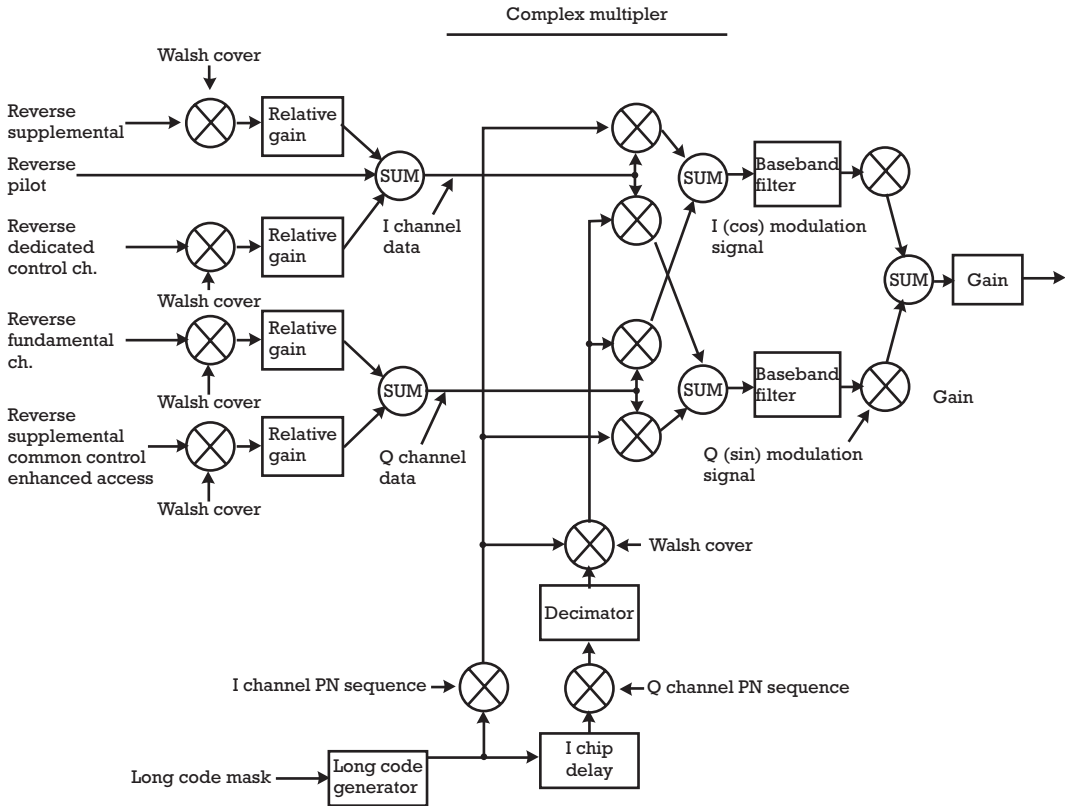 Complex multipler
Walsh cover
Reverse
supplemental
Relative
gain
Reverse
pilot
SUM
I channel
data
Reverse
dedicated
control ch.
Relative
gain
Walsh cover
Reverse
fundamental
ch.
Relative
gain
Walsh cover
SUM
Q channel
data
Reverse
supplemental
common control
enhanced access
Relative
gain
Walsh cover
SUM
Baseband
filter
I (cos) modulation
signal
SUM
Gain
SUM
Baseband
filter
Gain
Q (sin) modulation
signal
Walsh cover
Decimator
I channel PN sequence
Q channel PN sequence
I chip
delay
Long code mask
Long code
generator